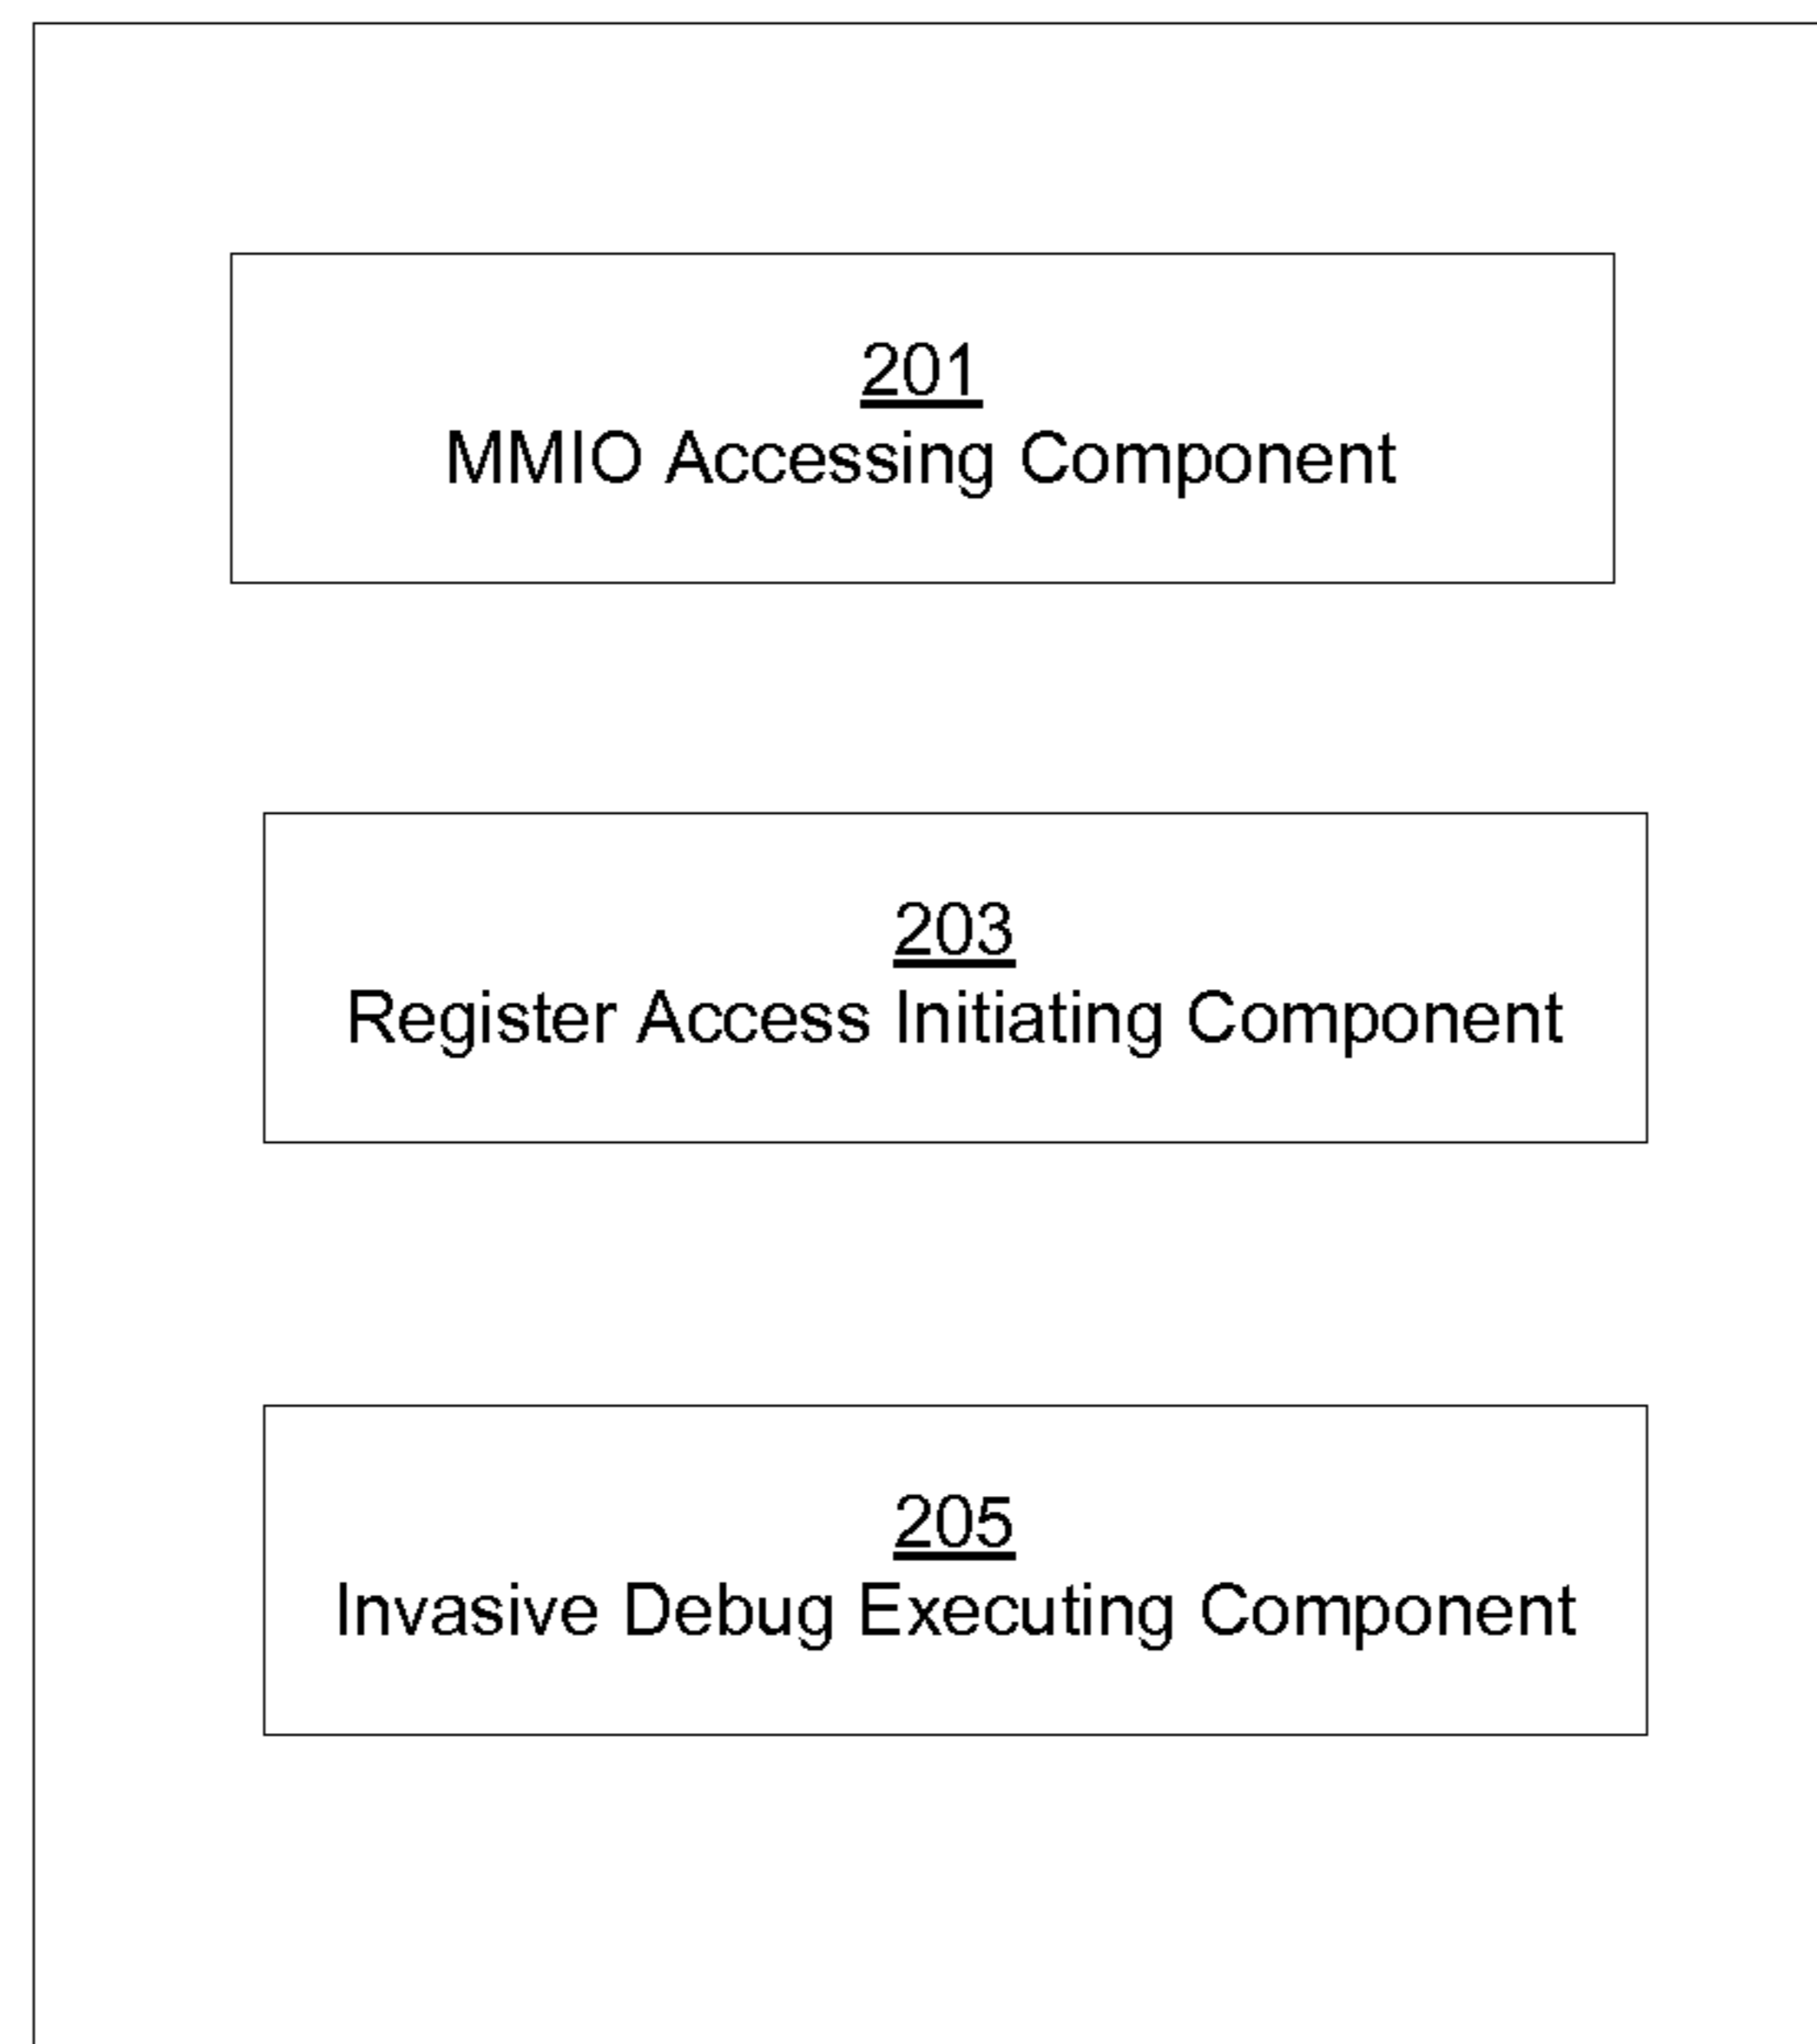 201
MMIO Accessing Component
203
Register Access Initiating Component
205
Invasive Debug Executing Component